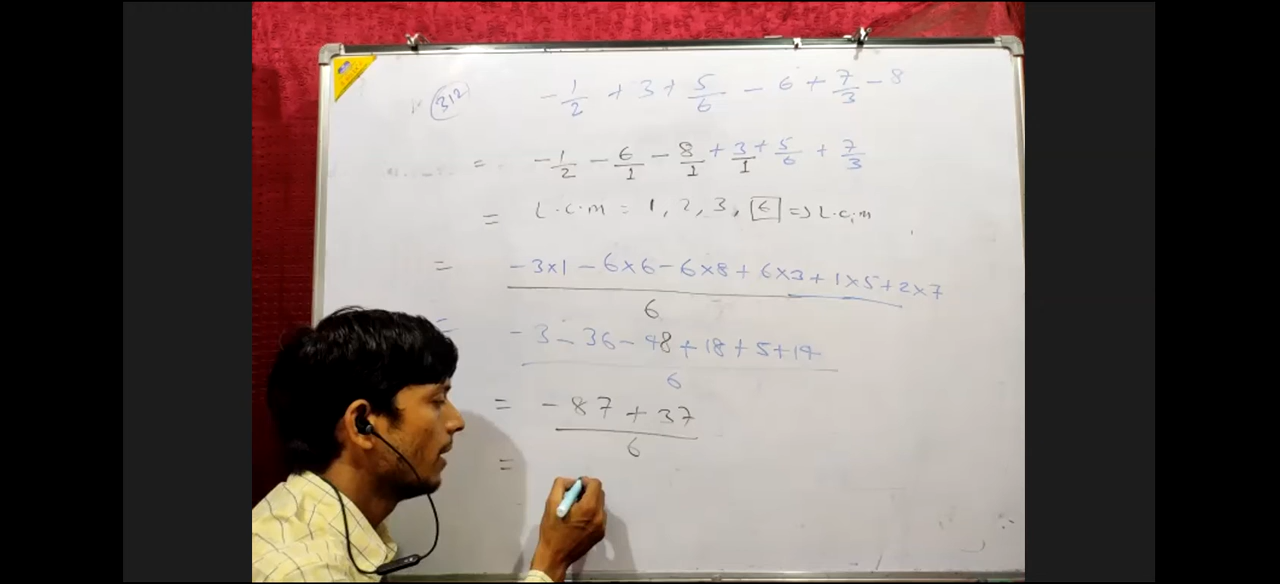 312 -1/2 + 3 + 5/6 - 6 + 7/3 - 8
= -1/2 - 6/1 - 8/1 + 3/1 + 5/6 + 7/3
= L.C.M = 1, 2, 3, 6 => L.C.M
= -3×1 - 6×6 - 6×8 + 6×3 + 1×5 + 2×7
6
= -3 - 36 - 48 + 18 + 5 + 14
6
= -87 + 37
6
=